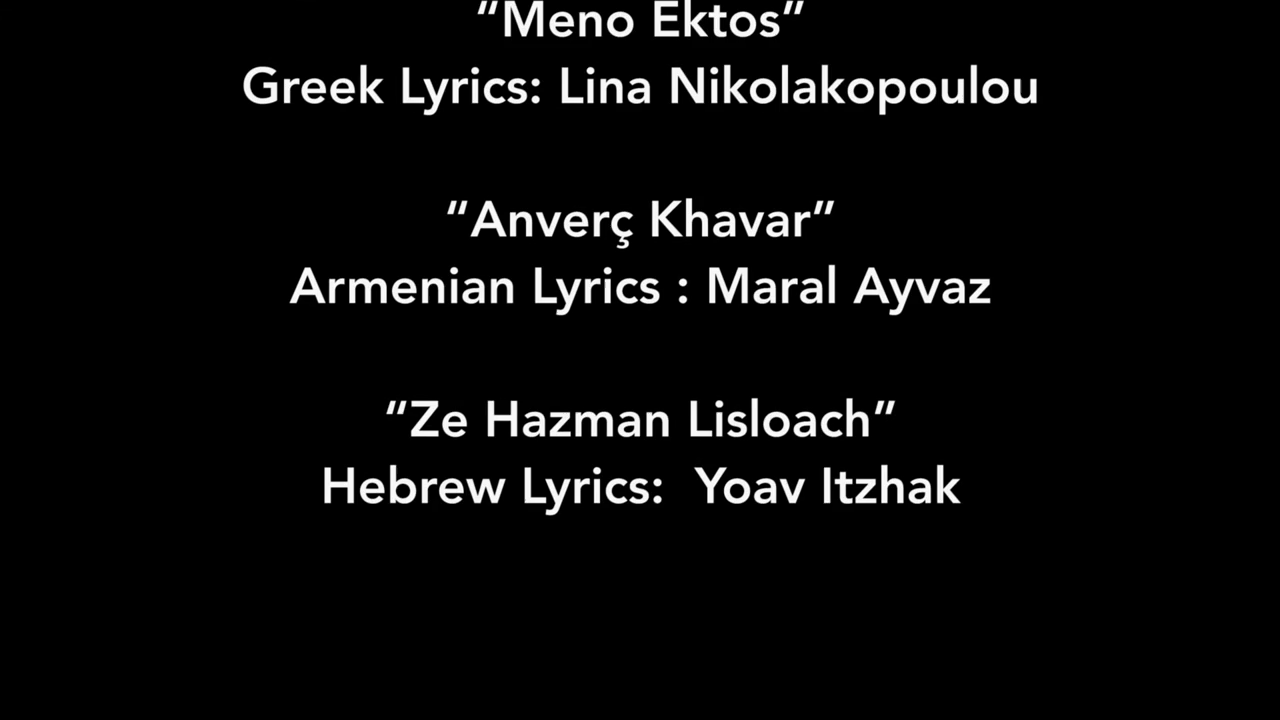 “Meno Ektos”
Greek Lyrics: Lina Nikolakopoulou
“Anverç Khavar”
Armenian Lyrics : Maral Ayvaz
“Ze Hazman Lisloach”
Hebrew Lyrics:  Yoav Itzhak